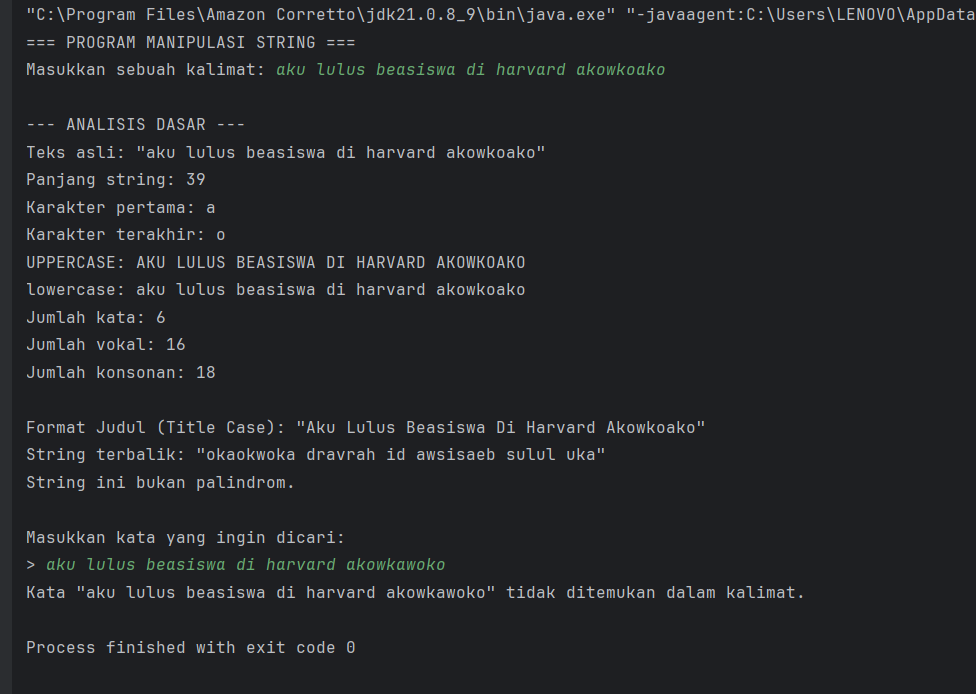 "C:\Program Files\Amazon Corretto\jdk21.0.8_9\bin\java.exe" "-javaagent:C:\Users\LENOVO\AppData
=== PROGRAM MANIPULASI STRING ===
Masukkan sebuah kalimat: aku lulus beasiswa di harvard akowkoako
--- ANALISIS DASAR ---
Teks asli: "aku lulus beasiswa di harvard akowkoako"
Panjang string: 39
Karakter pertama: a
Karakter terakhir: o
UPPERCASE: AKU LULUS BEASISWA DI HARVARD AKOWKOAKO
lowercase: aku lulus beasiswa di harvard akowkoako
Jumlah kata: 6
Jumlah vokal: 16
Jumlah konsonan: 18
Format Judul (Title Case): "Aku Lulus Beasiswa Di Harvard Akowkoako"
String terbalik: "okaokwoka dravrah id awsisaeb sulul uka"
String ini bukan palindrom.
Masukkan kata yang ingin dicari:
> aku lulus beasiswa di harvard akowkawoko
Kata "aku lulus beasiswa di harvard akowkawoko" tidak ditemukan dalam kalimat.
Process finished with exit code 0